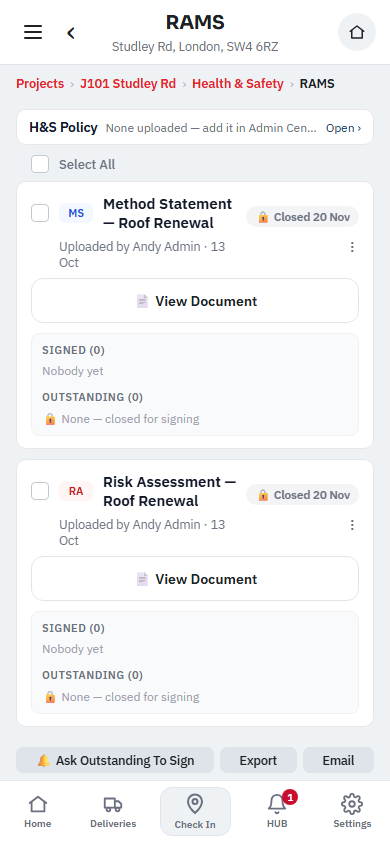 RAMS
Studley Rd, London, SW4 6RZ
Projects › J101 Studley Rd › Health & Safety › RAMS
H&S Policy None uploaded — add it in Admin Cen... Open ›
Select All
MS Method Statement — Roof Renewal 🔒 Closed 20 Nov
Uploaded by Andy Admin · 13 Oct
View Document
SIGNED (0)
Nobody yet
OUTSTANDING (0)
🔒 None — closed for signing
RA Risk Assessment — Roof Renewal 🔒 Closed 20 Nov
Uploaded by Andy Admin · 13 Oct
View Document
SIGNED (0)
Nobody yet
OUTSTANDING (0)
🔒 None — closed for signing
🔔 Ask Outstanding To Sign Export Email
1
Home Deliveries Check In HUB Settings